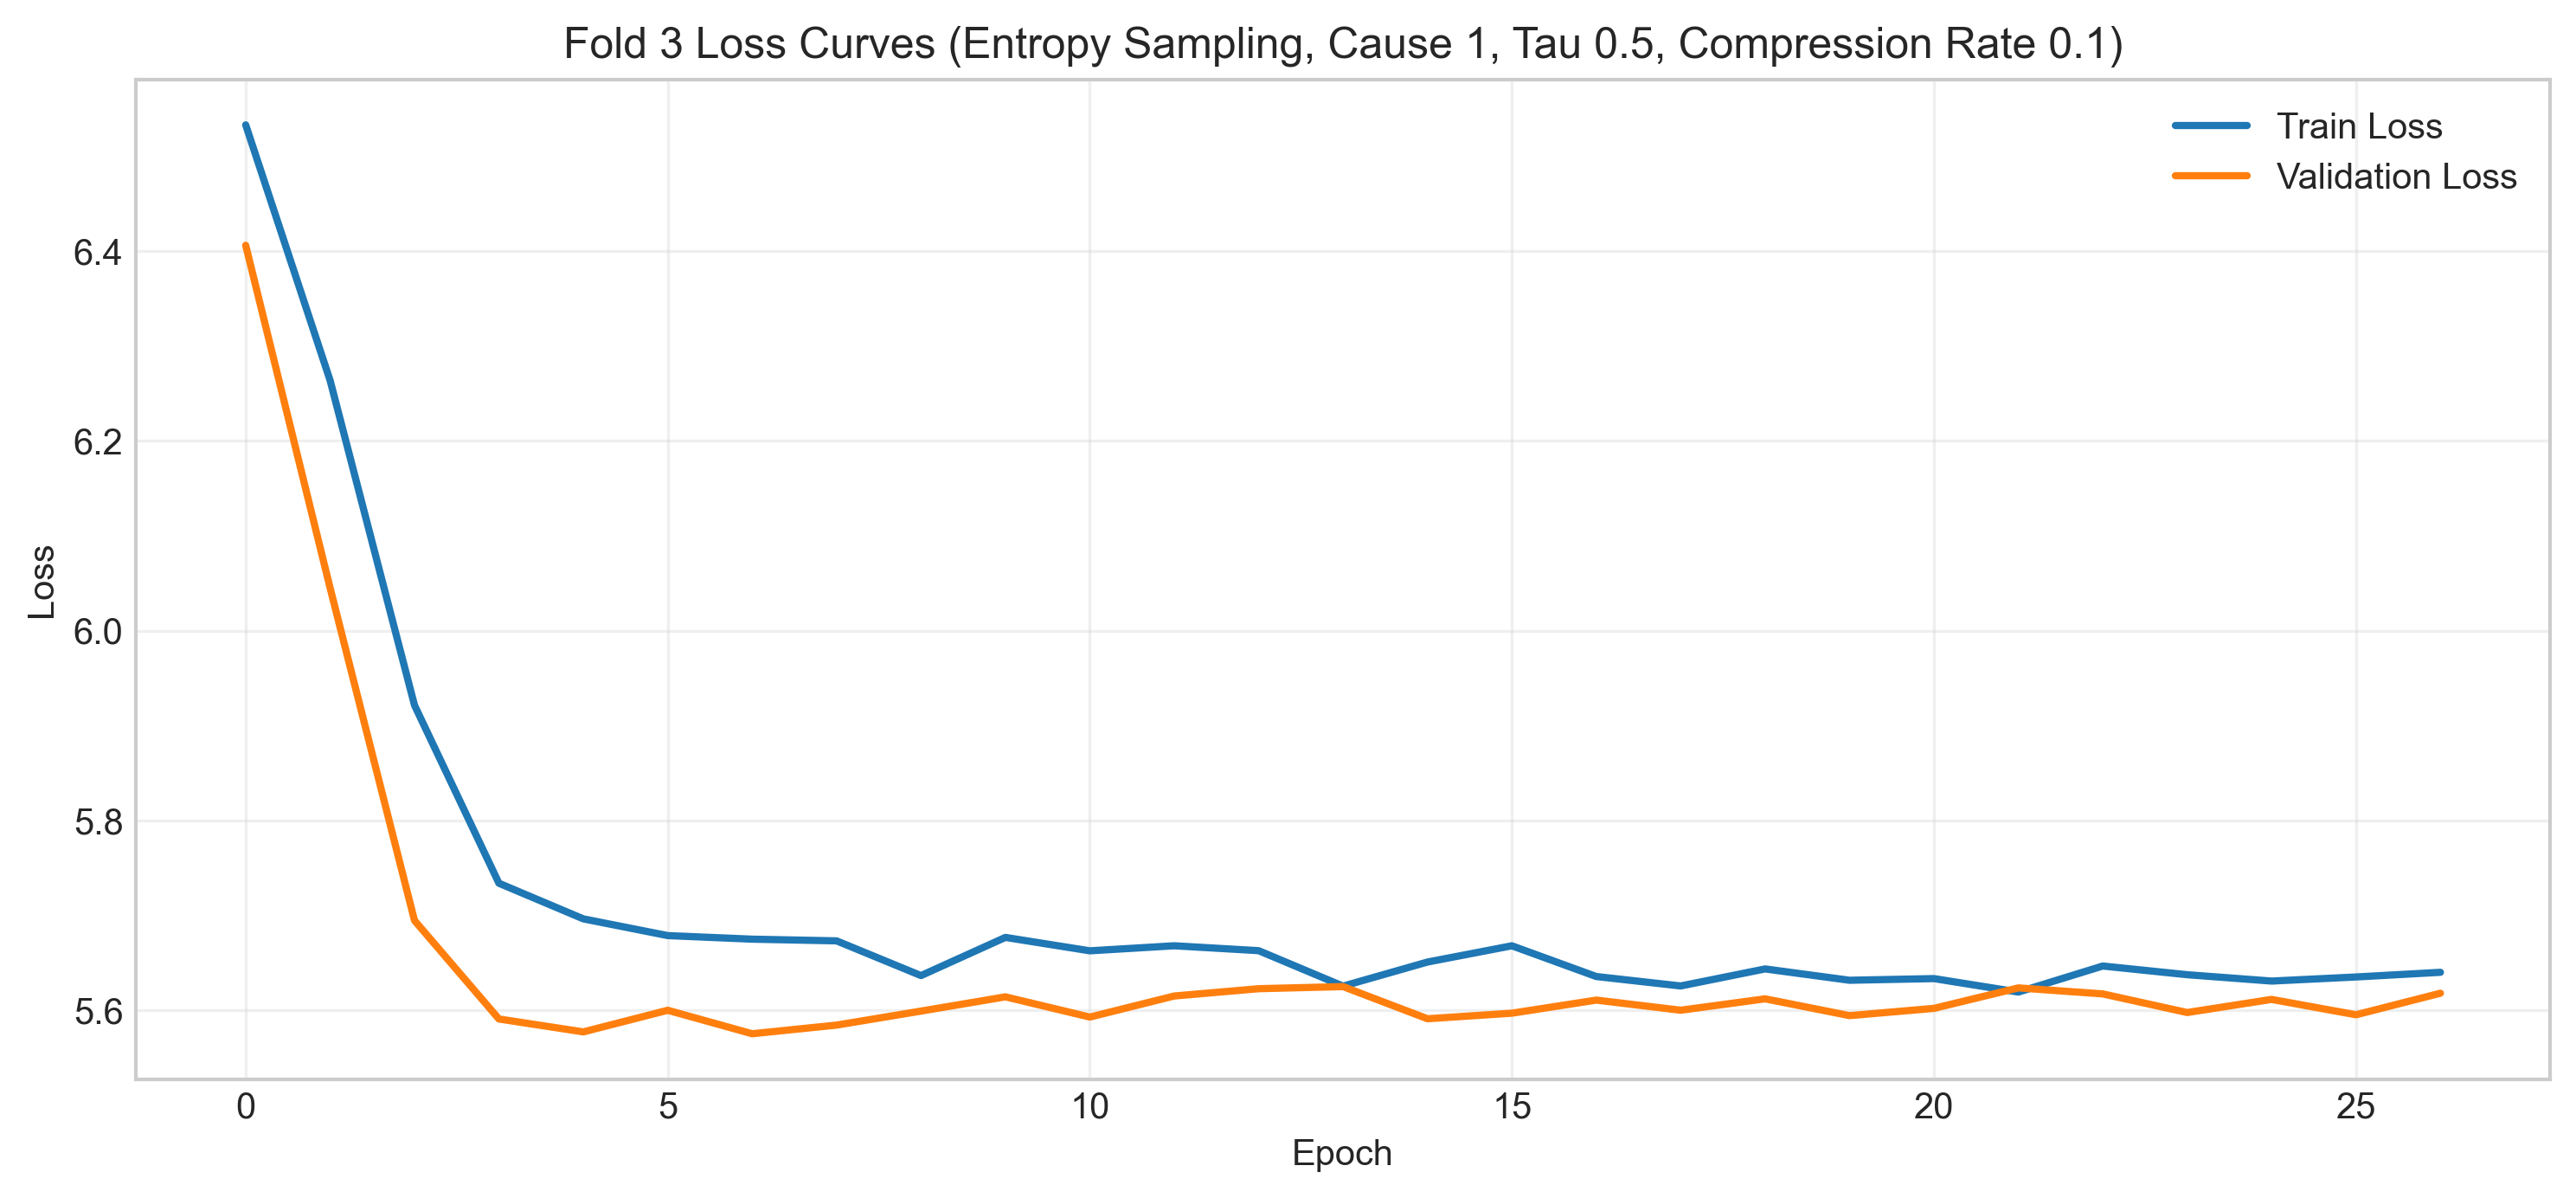 Fold 3 Loss Curves (Entropy Sampling, Cause 1, Tau 0.5, Compression Rate 0.1)
Train Loss
Validation Loss
6.4
6.2
6.0
5.8
5.6
Loss
0 5 10 15 20 25
Epoch